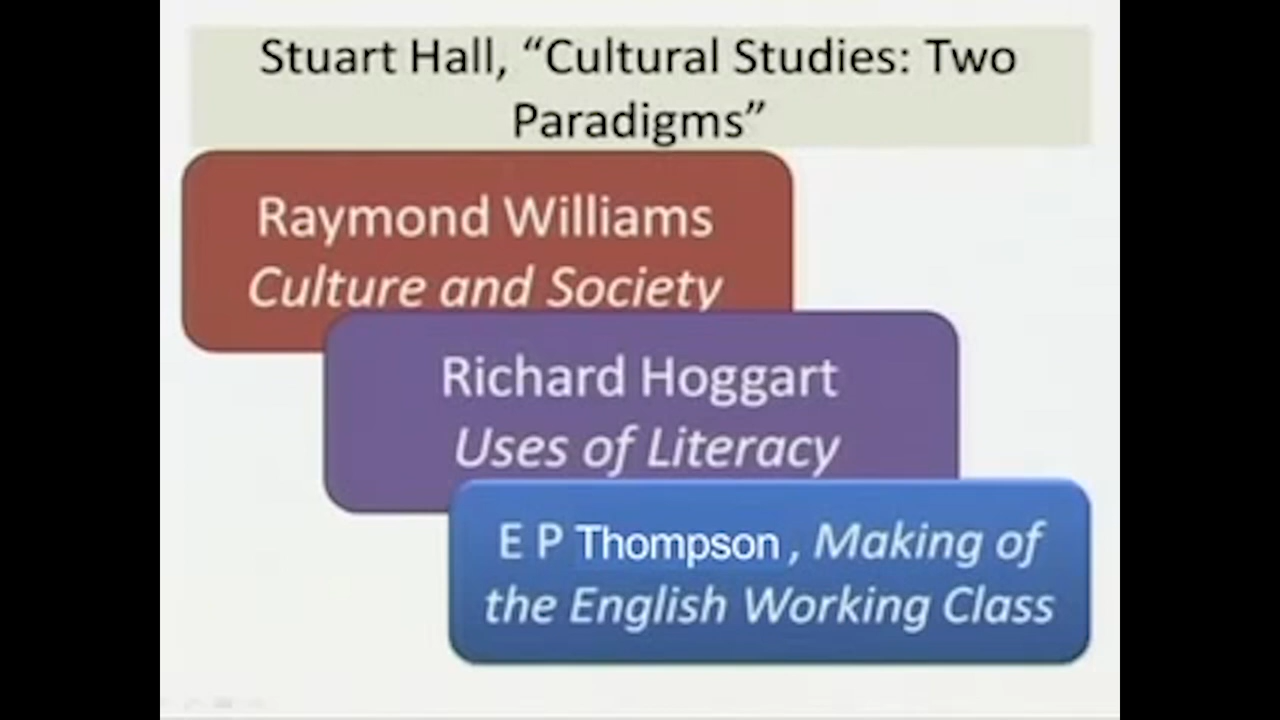 Stuart Hall, “Cultural Studies: Two
Paradigms”
Raymond Williams
Culture and Society
Richard Hoggart
Uses of Literacy
E P Thompson , Making of
the English Working Class